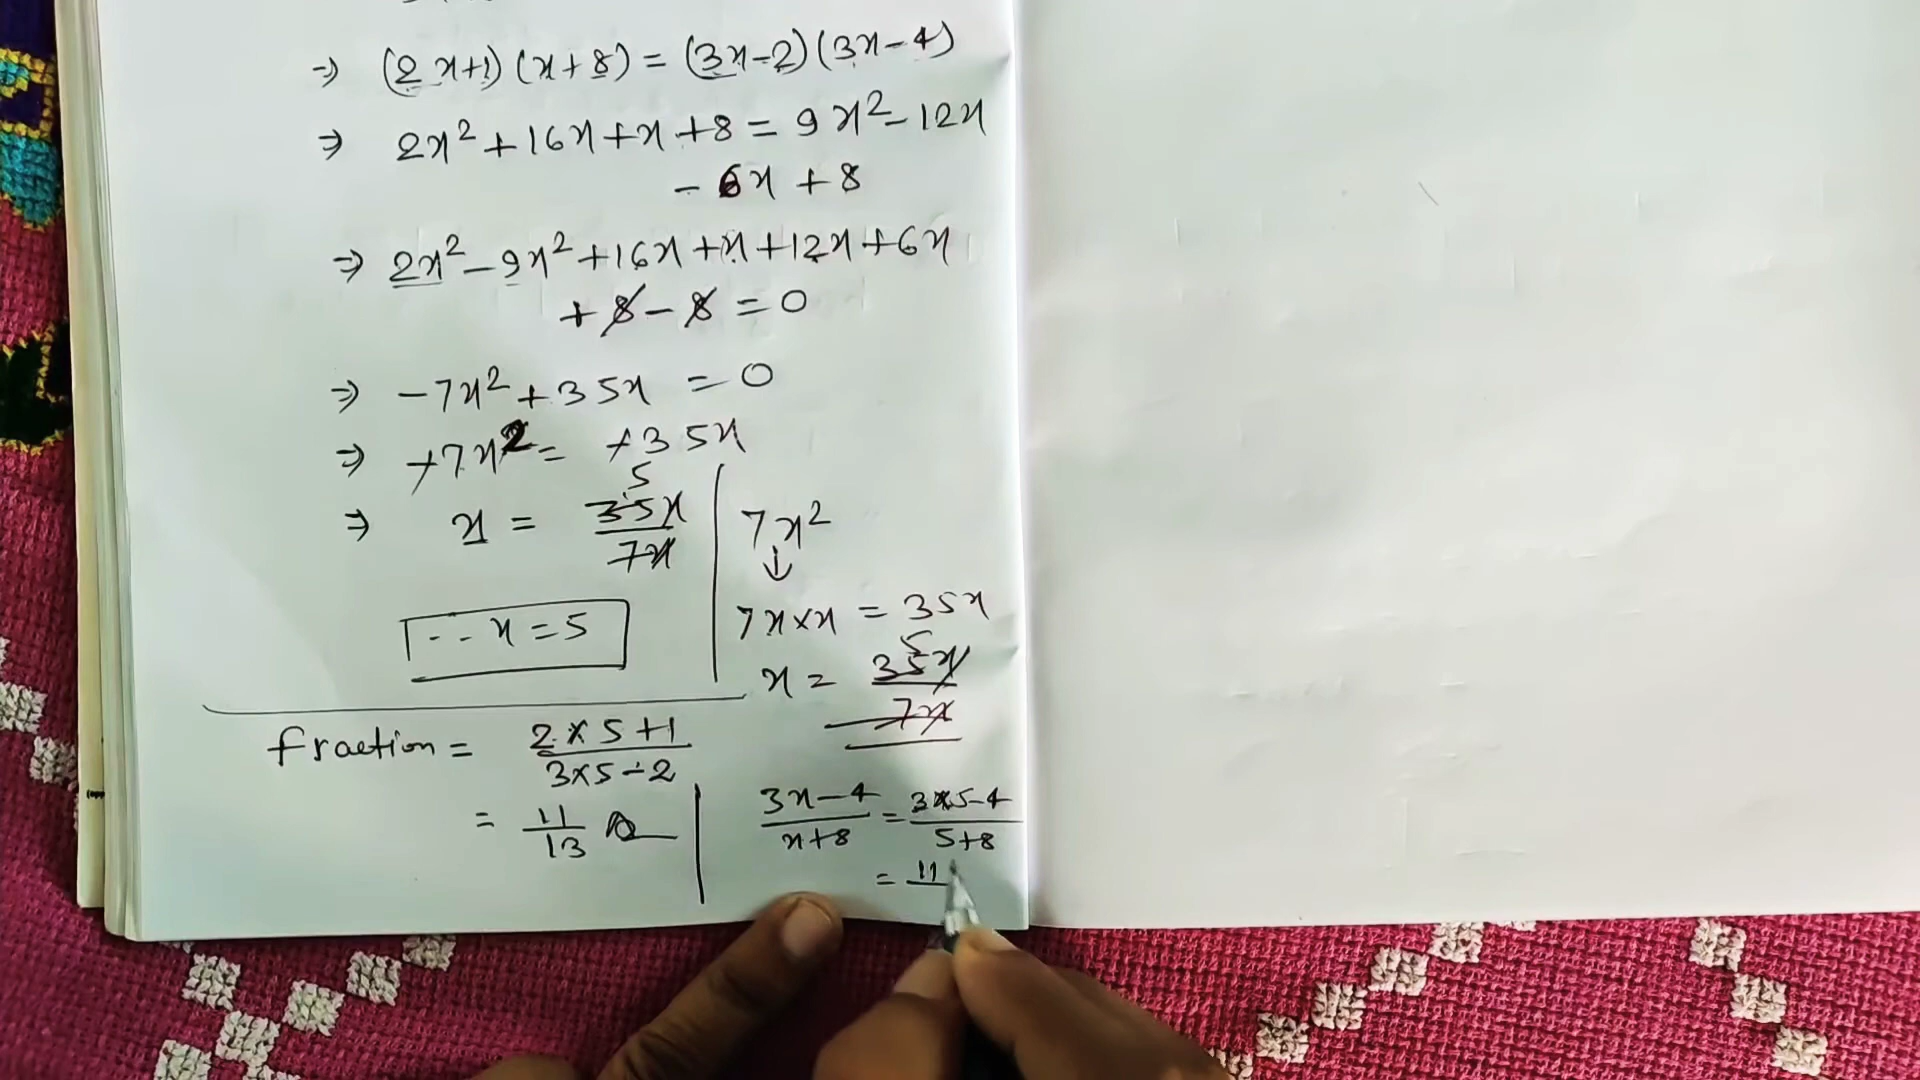 ⇒ (2x+1)(x+8) = (3x-2)(3x-4)
⇒ 2x² + 16x + x + 8 = 9x² - 12x
- 6x + 8
⇒ 2x² - 9x² + 16x + x + 12x + 6x
+ 8 - 8 = 0
⇒ -7x² + 35x = 0
⇒ +7x² = +35x
5
⇒ x = 35x/7x
∴ x = 5
7x²
↓
7x × x = 35x
5
x = 35x/7x
fraction = 2×5+1/3×5-2
= 11/13
3x-4/x+8 = 3×5-4/5+8
= 11